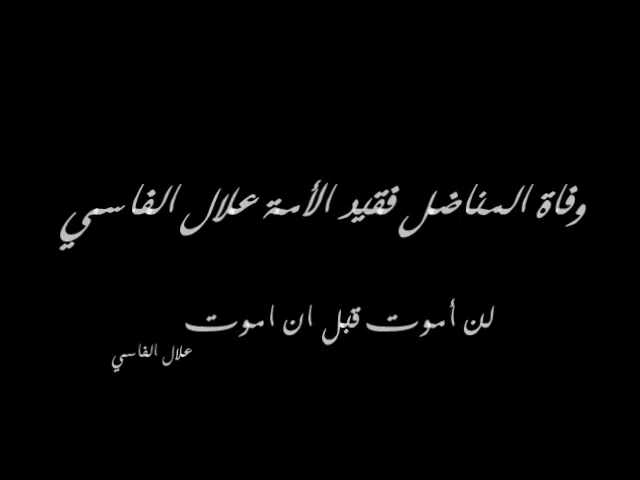 وفاة المناضل فقيد الأمة علال الفاسي
لن أموت قبل ان اموت
علال الفاسي